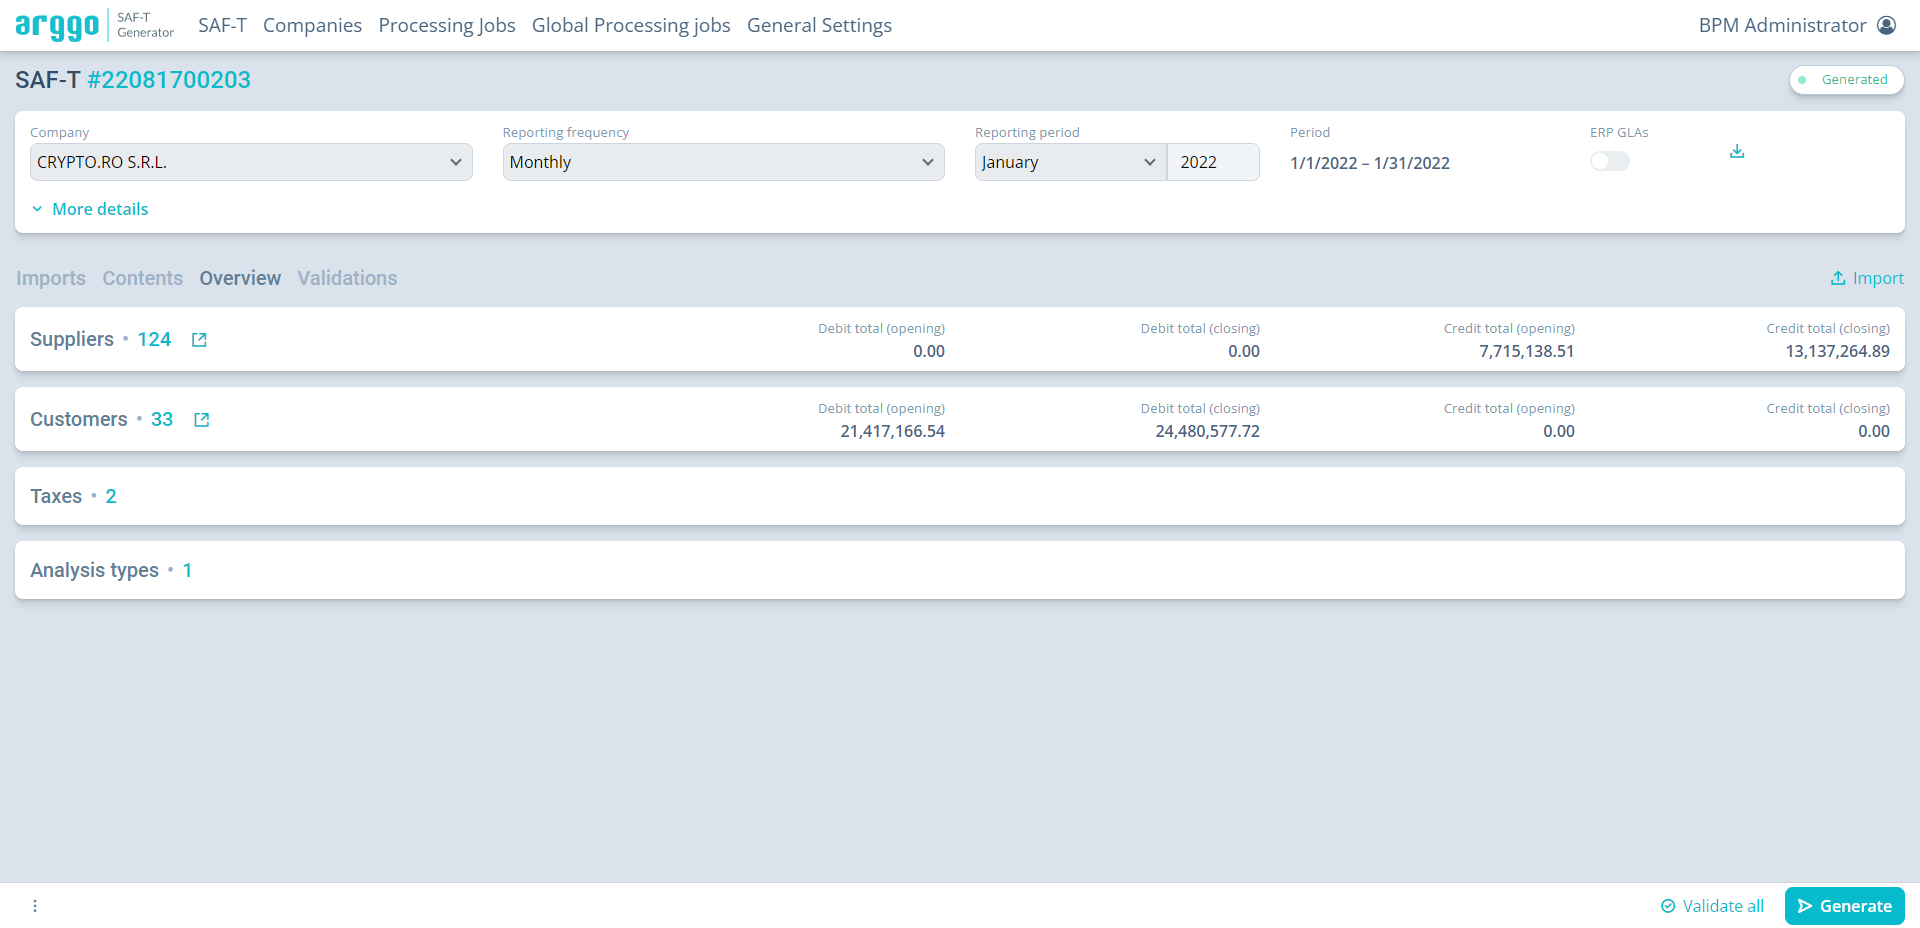 arggo SAF-T Generator SAF-T Companies Processing Jobs Global Processing jobs General Settings BPM Administrator
SAF-T #22081700203 Generated
Company Reporting frequency Reporting period Period ERP GLAs
CRYPTO.RO S.R.L. Monthly January 2022 1/1/2022 – 1/31/2022
More details
Imports Contents Overview Validations Import
Suppliers • 124
Debit total (opening) Debit total (closing) Credit total (opening) Credit total (closing)
0.00 0.00 7,715,138.51 13,137,264.89
Customers • 33
Debit total (opening) Debit total (closing) Credit total (opening) Credit total (closing)
21,417,166.54 24,480,577.72 0.00 0.00
Taxes • 2
Analysis types • 1
Validate all Generate